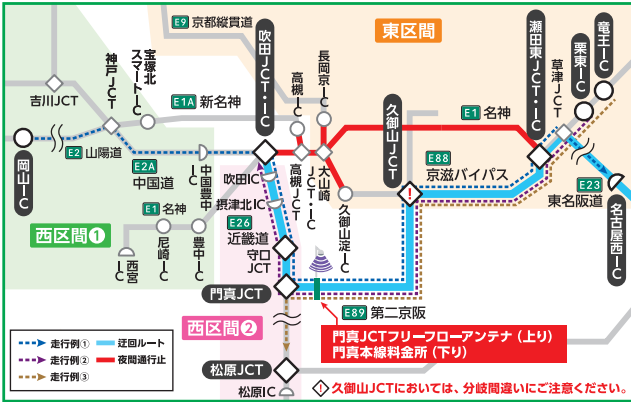 E9 京都縦貫道
東区間
神戸JCT
宝塚北スマートIC
吹田JCT・IC
高槻IC
長岡京IC
瀬田東JCT・IC
草津JCT
栗東IC
竜王IC
吉川JCT
E1A 新名神
久御山JCT
E1 名神
岡山IC
E2 山陽道
E2A
中国道
中国豊中IC
吹田IC
高槻JCT
大山崎JCT・IC
E88
京滋バイパス
E23
東名阪道
名古屋西IC
摂津北IC
久御山淀IC
E1 名神
E26
近畿道
西区間①
西宮IC
尼崎IC
豊中IC
守口JCT
門真JCT
E89 第二京阪
西区間②
門真JCTフリーフローアンテナ（上り）
門真本線料金所（下り）
走行例① 迂回ルート
走行例② 夜間通行止
走行例③
松原JCT
松原IC
! 久御山JCTにおいては、分岐間違いにご注意ください。